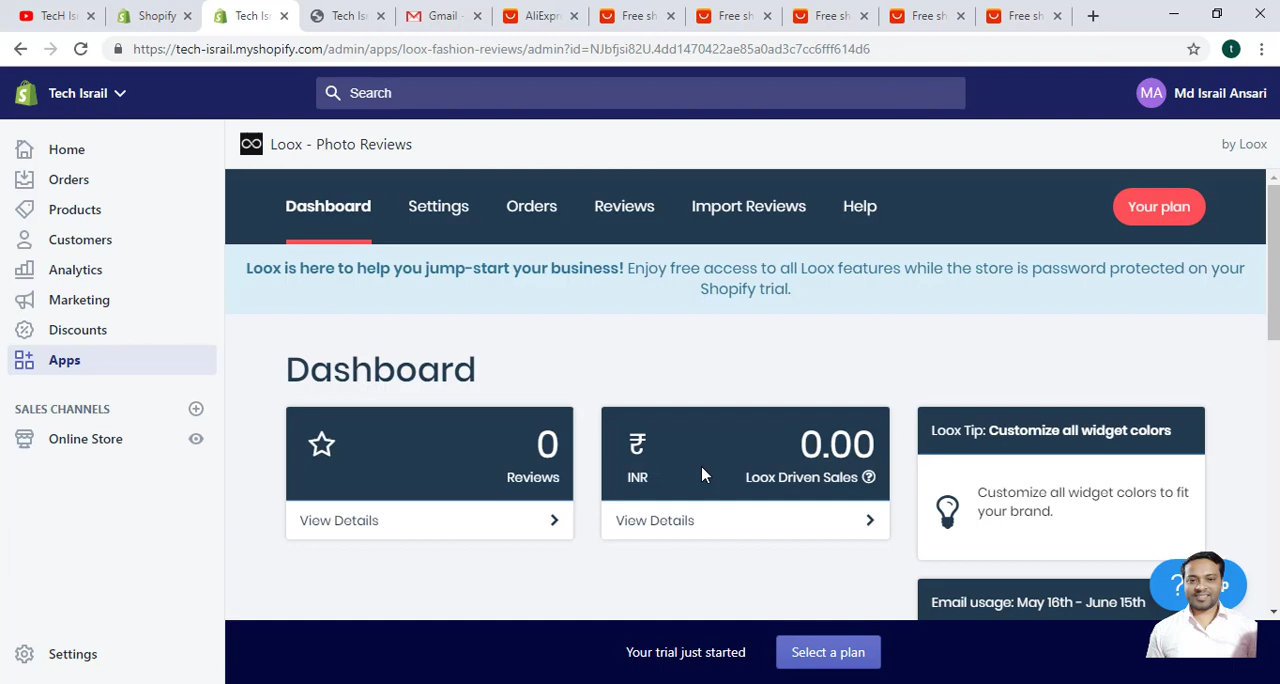 TecH Is
Shopify
Tech Is
Tech Is
Gmail -
AliExpr
Free sh
Free sh
Free sh
Free sh
Free sh
https://tech-israil.myshopify.com/admin/apps/loox-fashion-reviews/admin?id=NJbfjsi82U.4dd1470422ae85a0ad3c7cc6fff614d6
t
Tech Israil
Search
MA
Md Israil Ansari
Home
Orders
Products
Customers
Analytics
Marketing
Discounts
Apps
SALES CHANNELS
Online Store
Settings
Loox - Photo Reviews
by Loox
Dashboard
Settings
Orders
Reviews
Import Reviews
Help
Your plan
Loox is here to help you jump-start your business! Enjoy free access to all Loox features while the store is password protected on your
Shopify trial.
Dashboard
0
Reviews
View Details
₹
0.00
INR
Loox Driven Sales ?
View Details
Loox Tip: Customize all widget colors
Customize all widget colors to fit
your brand.
Email usage: May 16th - June 15th
?
p
Your trial just started
Select a plan